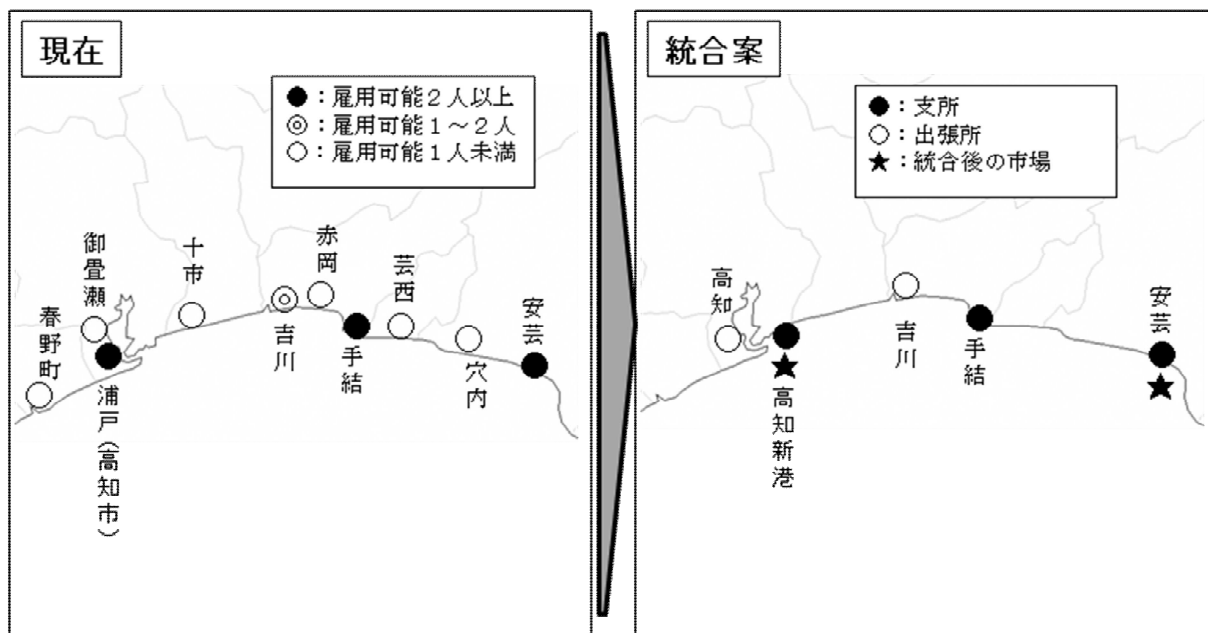 現在
●：雇用可能２人以上
◎：雇用可能１～２人
○：雇用可能１人未満
春野町
御畳瀬
浦戸（高知市）
十市
吉川
赤岡
手結
芸西
穴内
安芸
統合案
●：支所
○：出張所
★：統合後の市場
高知
高知新港
吉川
手結
安芸